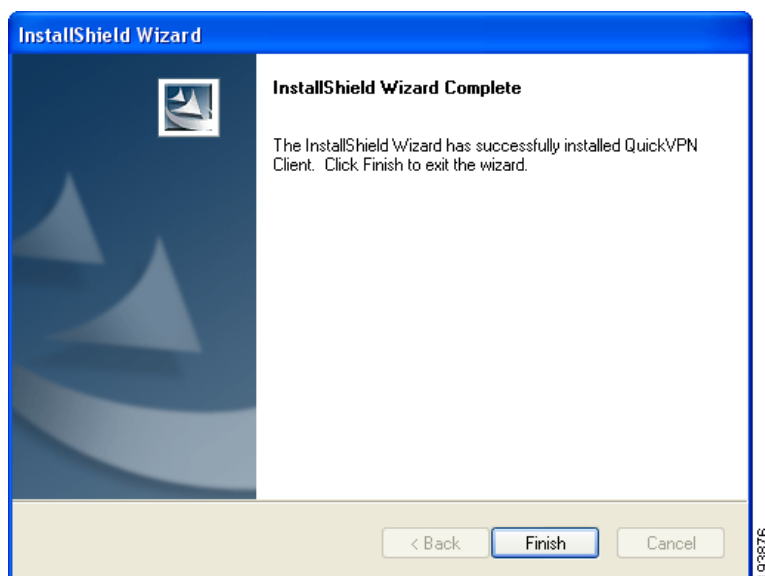 InstallShield Wizard
InstallShield Wizard Complete
The InstallShield Wizard has successfully installed QuickVPN
Client. Click Finish to exit the wizard.
< Back
Finish
Cancel